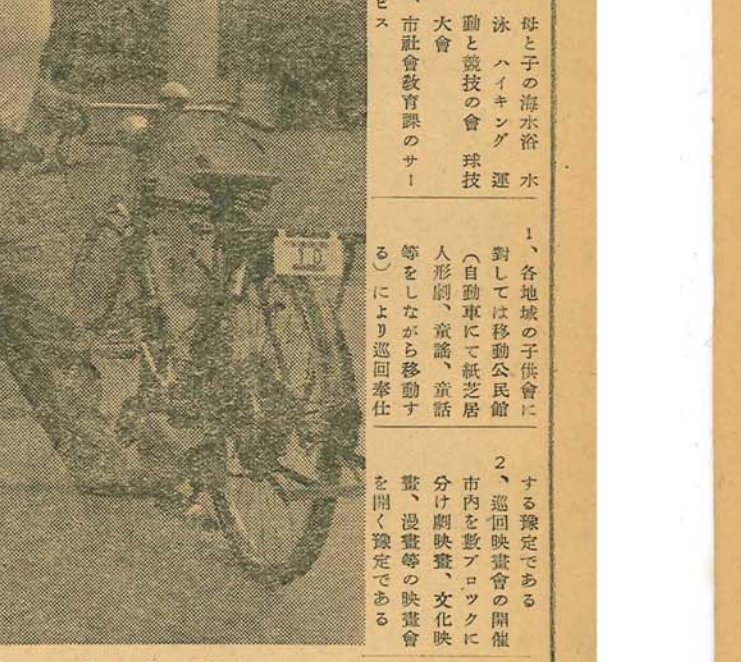 母と子の海水浴　水
泳　ハイキング　運
動と競技の會　球技
大會
、市社會教育課のサー
ビス
1、各地域の子供會に
對しては移動公民館
（自動車にて紙芝居
人形劇、童謠、童話
等をしながら移動す
る）により巡回奉仕
する豫定である
2、巡回映畫會の開催
市内を數ブロックに
分け劇映畫、文化映
畫、漫畫等の映畫會
を開く豫定である